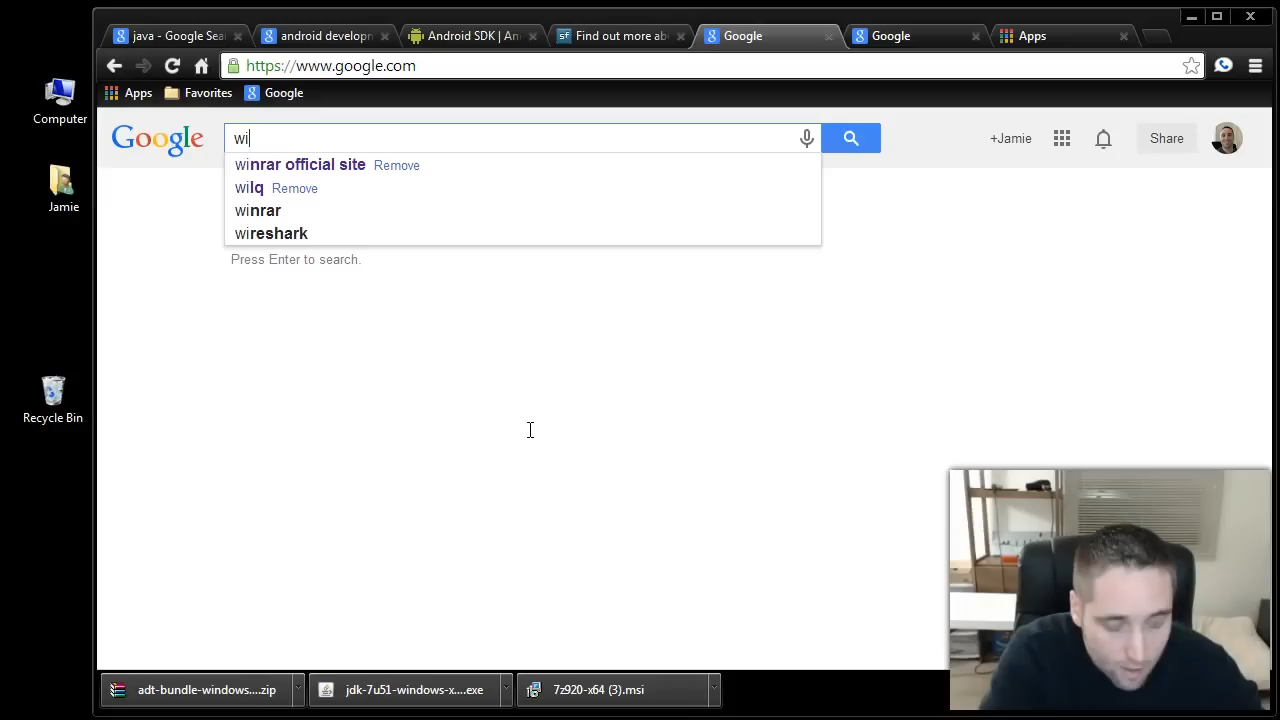 java - Google Sea
android developn
Android SDK | An
Find out more ab
Google
Google
Apps
https://www.google.com
Apps
Favorites
Google
Google
wi
+Jamie
Share
winrar official site Remove
wilq Remove
winrar
wireshark
Press Enter to search.
Computer
Jamie
Recycle Bin
adt-bundle-windows....zip
jdk-7u51-windows-x....exe
7z920-x64 (3).msi